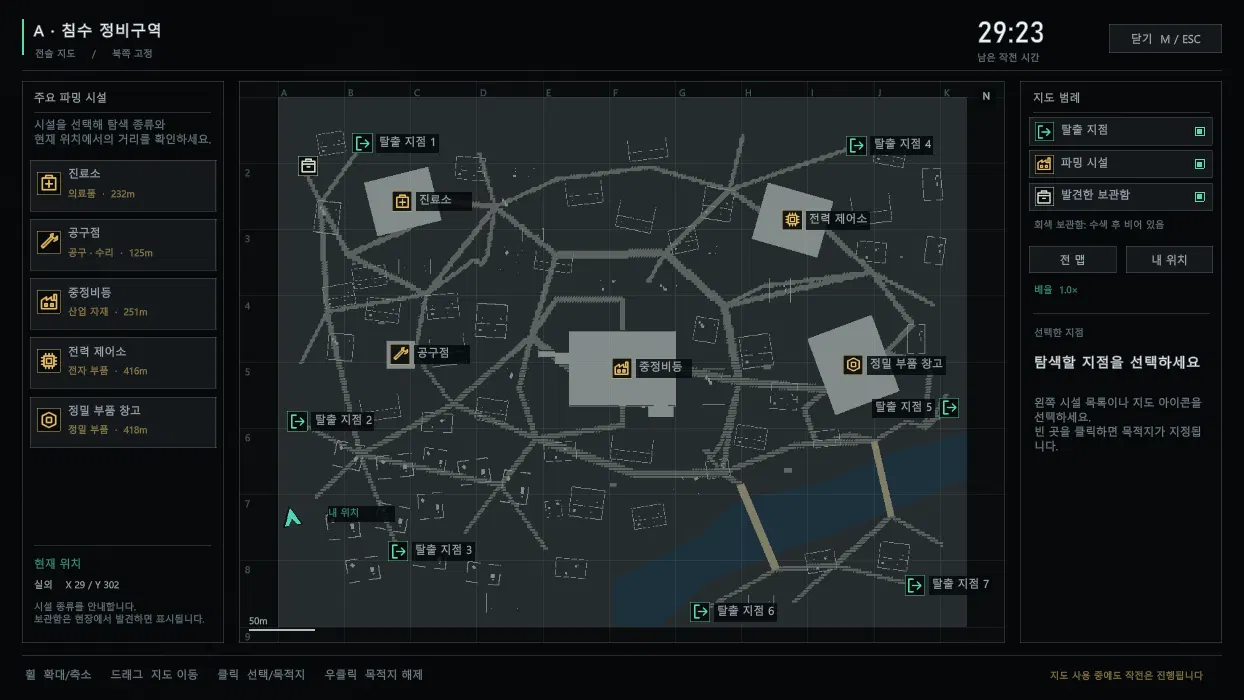 A · 침수 정비구역
전술 지도 / 북쪽 고정
29:23
남은 작전 시간
닫기 M / ESC
주요 파밍 시설
시설을 선택해 탐색 종류와
현재 위치에서의 거리를 확인하세요.
진료소
의료품 · 232m
공구점
공구 · 수리 · 125m
중정비동
산업 자재 · 251m
전력 제어소
전자 부품 · 416m
정밀 부품 창고
정밀 부품 · 418m
현재 위치
실외 X 29 / Y 302
시설 종류를 안내합니다.
보관함은 현장에서 발견하면 표시됩니다.
A B C D E F G H I J K
N
2
3
4
5
6
7
8
9
탈출 지점 1
탈출 지점 4
진료소
전력 제어소
공구점
중정비동
정밀 부품 창고
탈출 지점 5
탈출 지점 2
내 위치
탈출 지점 3
탈출 지점 7
탈출 지점 6
50m
지도 범례
탈출 지점
파밍 시설
발견한 보관함
회색 보관함: 수색 후 비어 있음
전 맵
내 위치
배율 1.0×
선택한 지점
탐색할 지점을 선택하세요
왼쪽 시설 목록이나 지도 아이콘을
선택하세요.
빈 곳을 클릭하면 목적지가 지정됩
니다.
휠 확대/축소 드래그 지도 이동 클릭 선택/목적지 우클릭 목적지 해제
지도 사용 중에도 작전은 진행됩니다